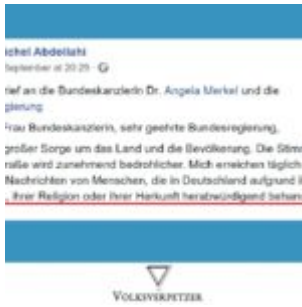 ichel Abdellahi
September at 20:29
rief an die Bundeskanzlerin Dr. Angela Merkel und die
gierung
Frau Bundeskanzlerin, sehr geehrte Bundesregierung,
großer Sorge um das Land und die Bevölkerung. Die Stim
raße wird zunehmend bedrohlicher. Mich erreichen täglich
Nachrichten von Menschen, die in Deutschland aufgrund i
, ihrer Religion oder ihrer Herkunft herabwürdigend behan
VOLKSVERPETZER